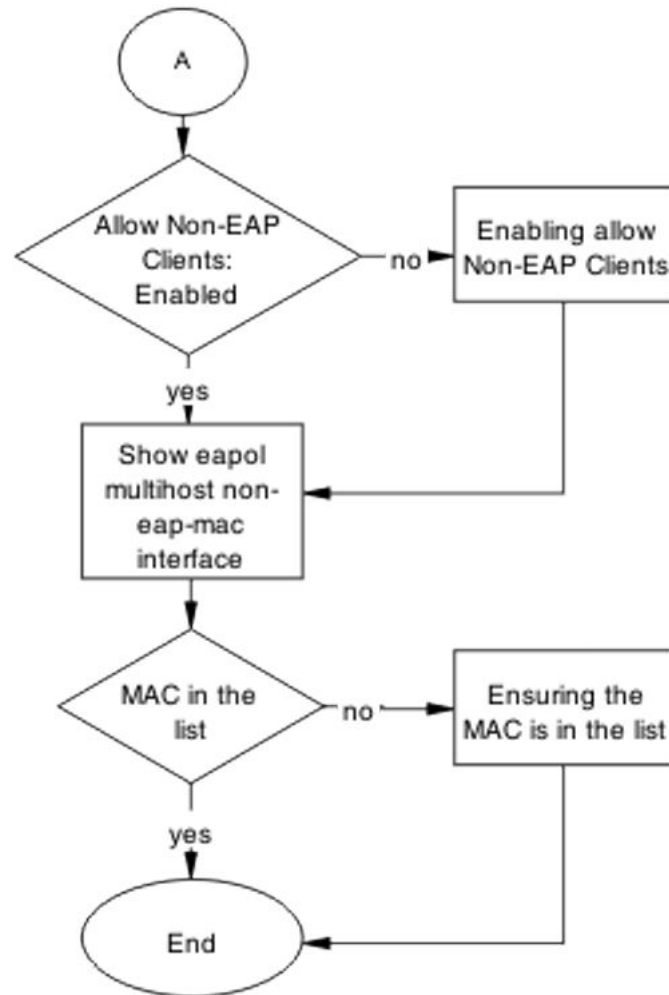 A
Allow Non-EAP
Clients:
Enabled
no
Enabling allow
Non-EAP Clients
yes
Show eapol
multihost non-
eap-mac
interface
MAC in the
list
no
Ensuring the
MAC is in the list
yes
End